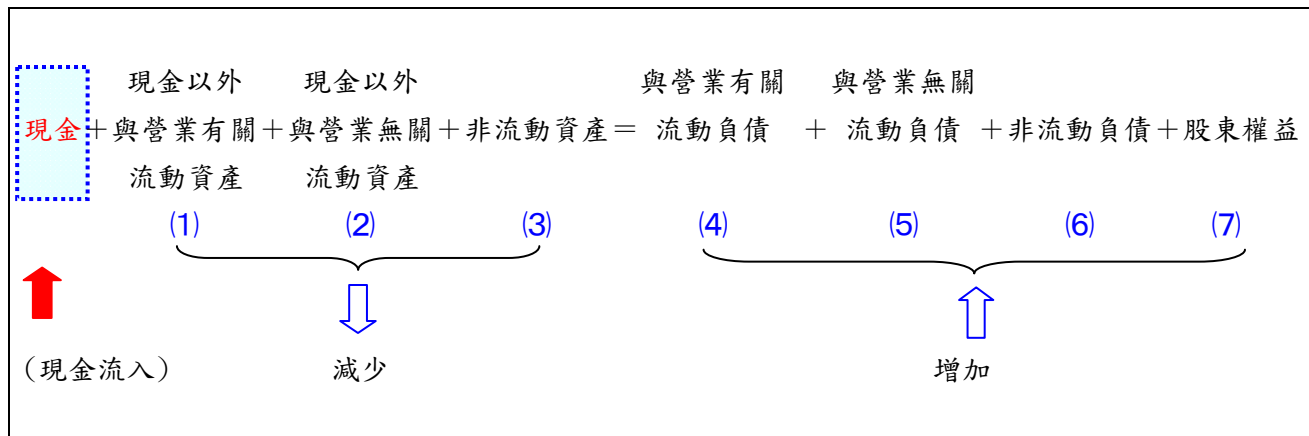 現金以外 現金以外 與營業有關 與營業無關
現金+與營業有關+與營業無關+非流動資產= 流動負債 + 流動負債 +非流動負債+股東權益
流動資產 流動資產
(1) (2) (3) (4) (5) (6) (7)
(現金流入) 減少 增加